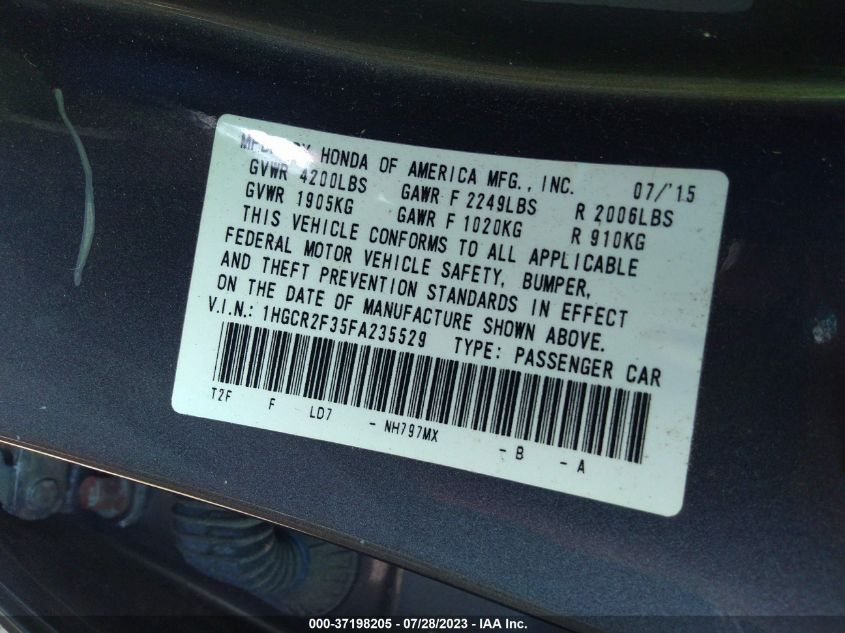 MFD. BY HONDA OF AMERICA MFG., INC. 07/'15
GVWR 4200LBS GAWR F 2249LBS R 2006LBS
GVWR 1905KG GAWR F 1020KG R 910KG
THIS VEHICLE CONFORMS TO ALL APPLICABLE
FEDERAL MOTOR VEHICLE SAFETY, BUMPER,
AND THEFT PREVENTION STANDARDS IN EFFECT
ON THE DATE OF MANUFACTURE SHOWN ABOVE.
V.I.N.: 1HGCR2F35FA235529 TYPE: PASSENGER CAR
T2F F LD7 - NH797MX - B - A
000-37198205 - 07/28/2023 - IAA Inc.